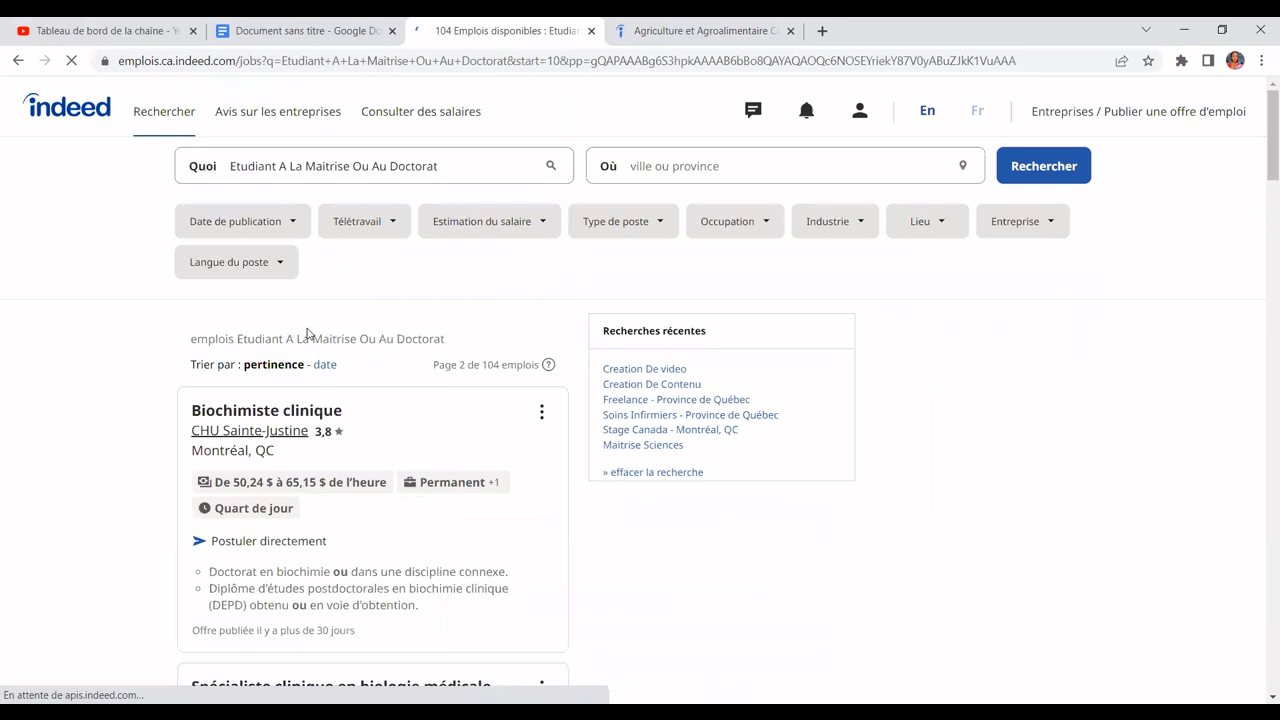 Tableau de bord de la chaîne - Y
Document sans titre - Google D
104 Emplois disponibles : Etudia
Agriculture et Agroalimentaire C
emplois.ca.indeed.com/jobs?q=Etudiant+A+La+Maitrise+Ou+Au+Doctorat&start=10&pp=gQAPAAABg6S3hpkAAAAB6bBo8QAYAQAOQc6NOSEYriekY87V0yABuZJkK1VuAAA
indeed
Rechercher
Avis sur les entreprises
Consulter des salaires
En
Fr
Entreprises / Publier une offre d'emploi
Quoi Etudiant A La Maitrise Ou Au Doctorat
Où ville ou province
Rechercher
Date de publication
Télétravail
Estimation du salaire
Type de poste
Occupation
Industrie
Lieu
Entreprise
Langue du poste
emplois Etudiant A La Maitrise Ou Au Doctorat
Trier par : pertinence - date
Page 2 de 104 emplois ?
Biochimiste clinique
CHU Sainte-Justine 3,8
Montréal, QC
De 50,24 $ à 65,15 $ de l'heure
Permanent +1
Quart de jour
Postuler directement
Doctorat en biochimie ou dans une discipline connexe.
Diplôme d'études postdoctorales en biochimie clinique
(DEPD) obtenu ou en voie d'obtention.
Offre publiée il y a plus de 30 jours
Spécialiste clinique en biologie médicale
Recherches récentes
Creation De video
Creation De Contenu
Freelance - Province de Québec
Soins Infirmiers - Province de Québec
Stage Canada - Montréal, QC
Maitrise Sciences
» effacer la recherche
En attente de apis.indeed.com...